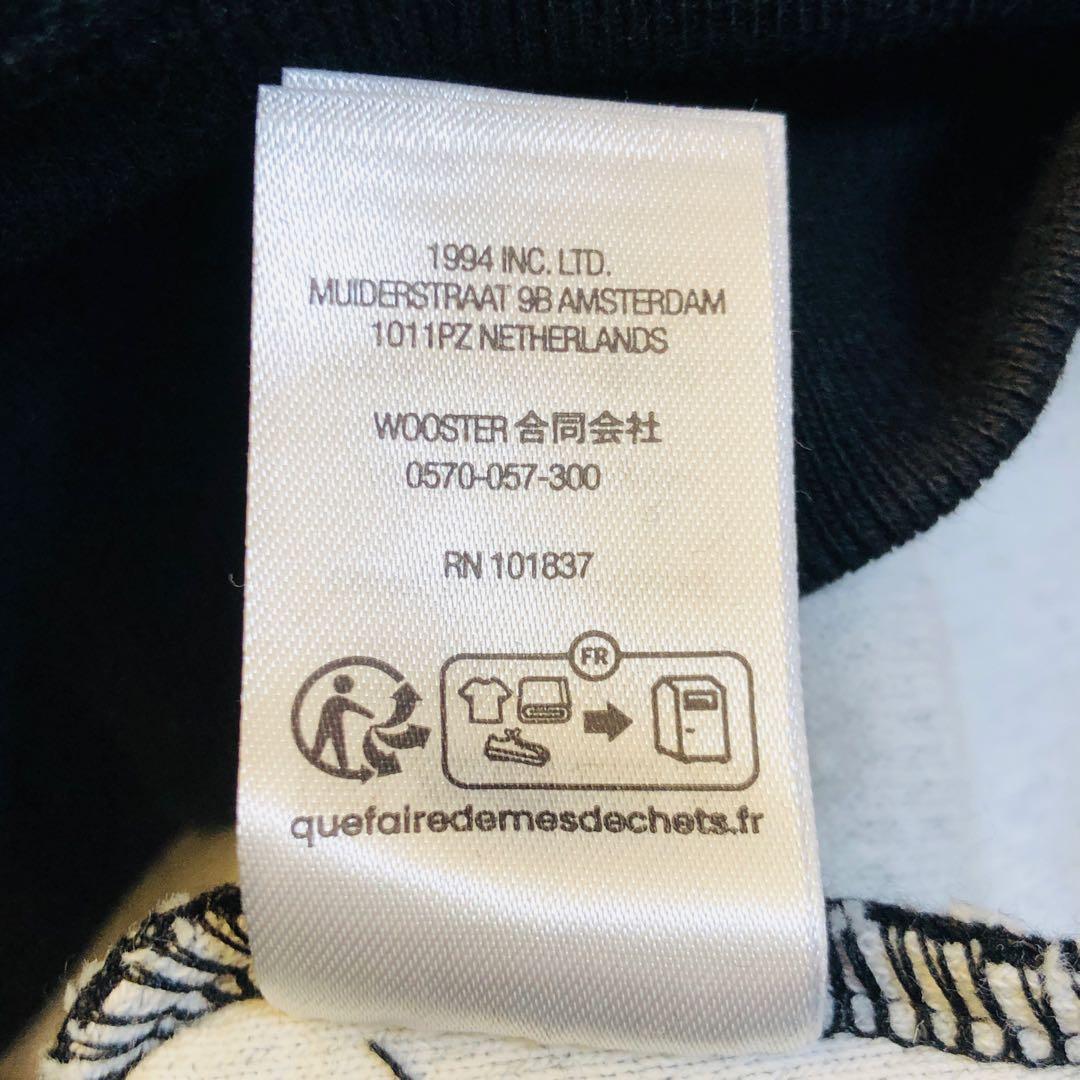 1994 INC. LTD.
MUIDERSTRAAT 9B AMSTERDAM
1011PZ NETHERLANDS
WOOSTER 合同会社
0570-057-300
RN 101837
FR
quefairedemesdechets.fr